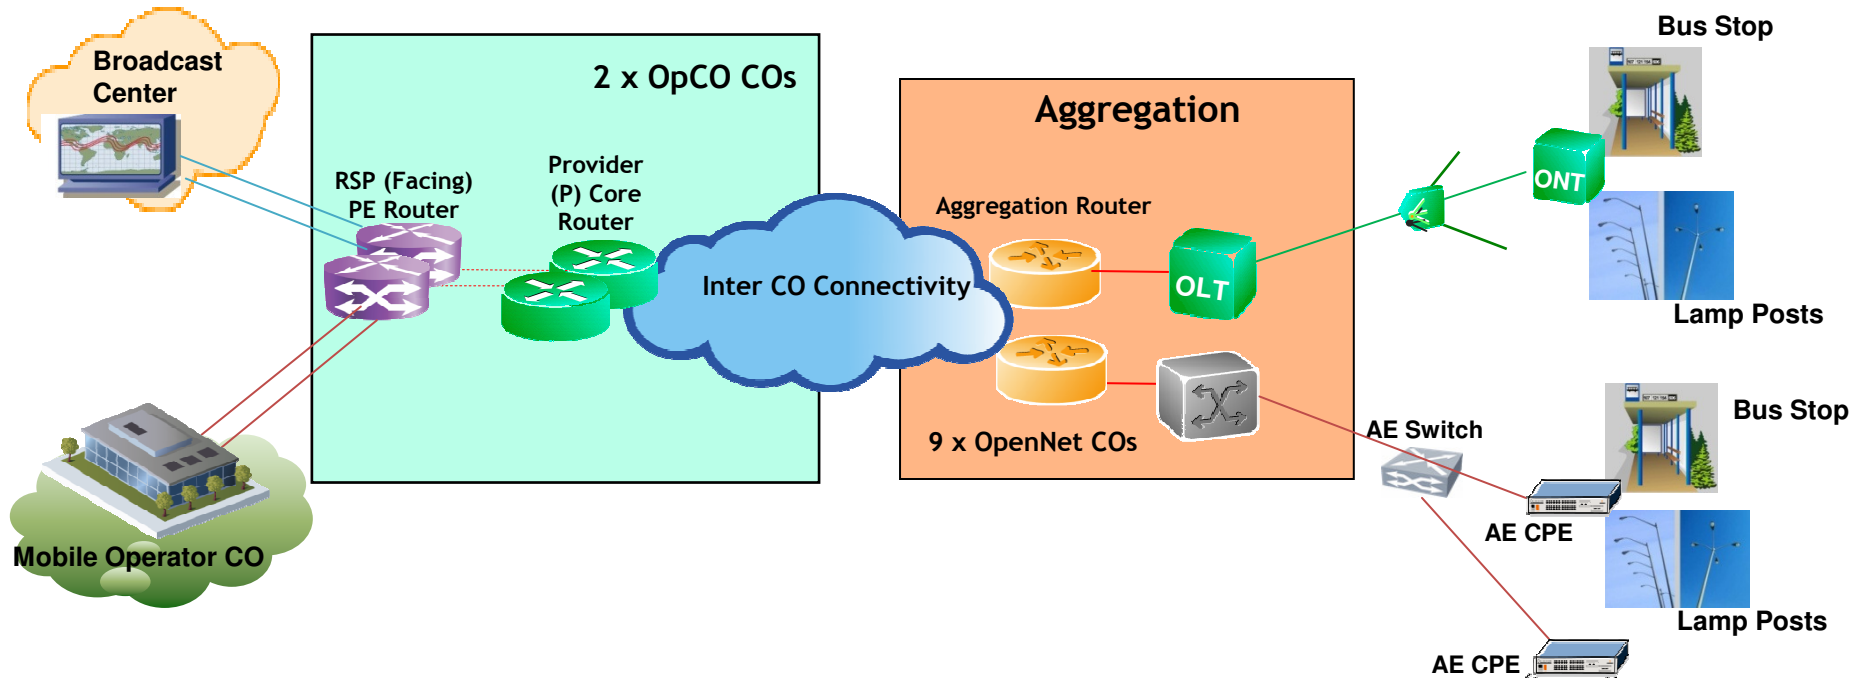 Bus Stop
Broadcast
Center
2 x OpCO COs
Aggregation
Provider
(P) Core
Router
RSP (Facing)
PE Router
Aggregation Router
ONT
Inter CO Connectivity
OLT
Lamp Posts
Bus Stop
AE Switch
9 x OpenNet COs
AE CPE
Mobile Operator CO
Lamp Posts
AE CPE